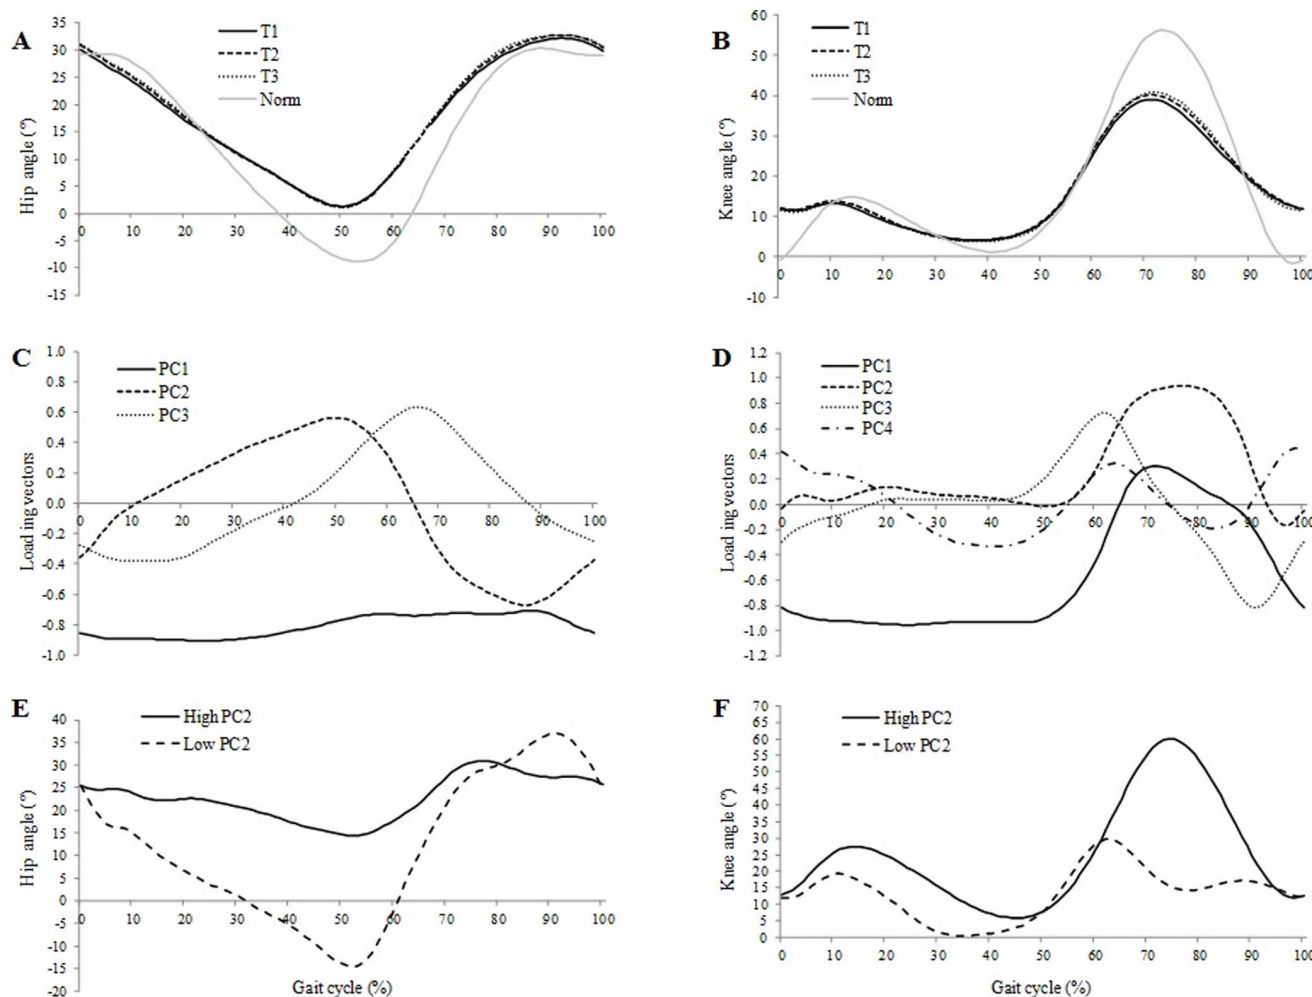 A
Hip angle (°)
35
30
25
20
15
10
5
0
-5
-10
-15
T1
T2
T3
Norm
0 10 20 30 40 50 60 70 80 90 100
B
Knee angle (°)
60
50
40
30
20
10
0
-10
T1
T2
T3
Norm
0 10 20 30 40 50 60 70 80 90 100
C
Loading vectors
1.0
0.8
0.6
0.4
0.2
0.0
-0.2
-0.4
-0.6
-0.8
-1.0
PC1
PC2
PC3
0 10 20 30 40 50 60 70 80 90 100
D
Loading vectors
1.2
1.0
0.8
0.6
0.4
0.2
0.0
-0.2
-0.4
-0.6
-0.8
-1.0
-1.2
PC1
PC2
PC3
PC4
0 10 20 30 40 50 60 70 80 90 100
E
Hip angle (°)
40
35
30
25
20
15
10
5
0
-5
-10
-15
-20
High PC2
Low PC2
0 10 20 30 40 50 60 70 80 90 100
Gait cycle (%)
F
Knee angle (°)
70
65
60
55
50
45
40
35
30
25
20
15
10
5
0
High PC2
Low PC2
0 10 20 30 40 50 60 70 80 90 100
Gait cycle (%)